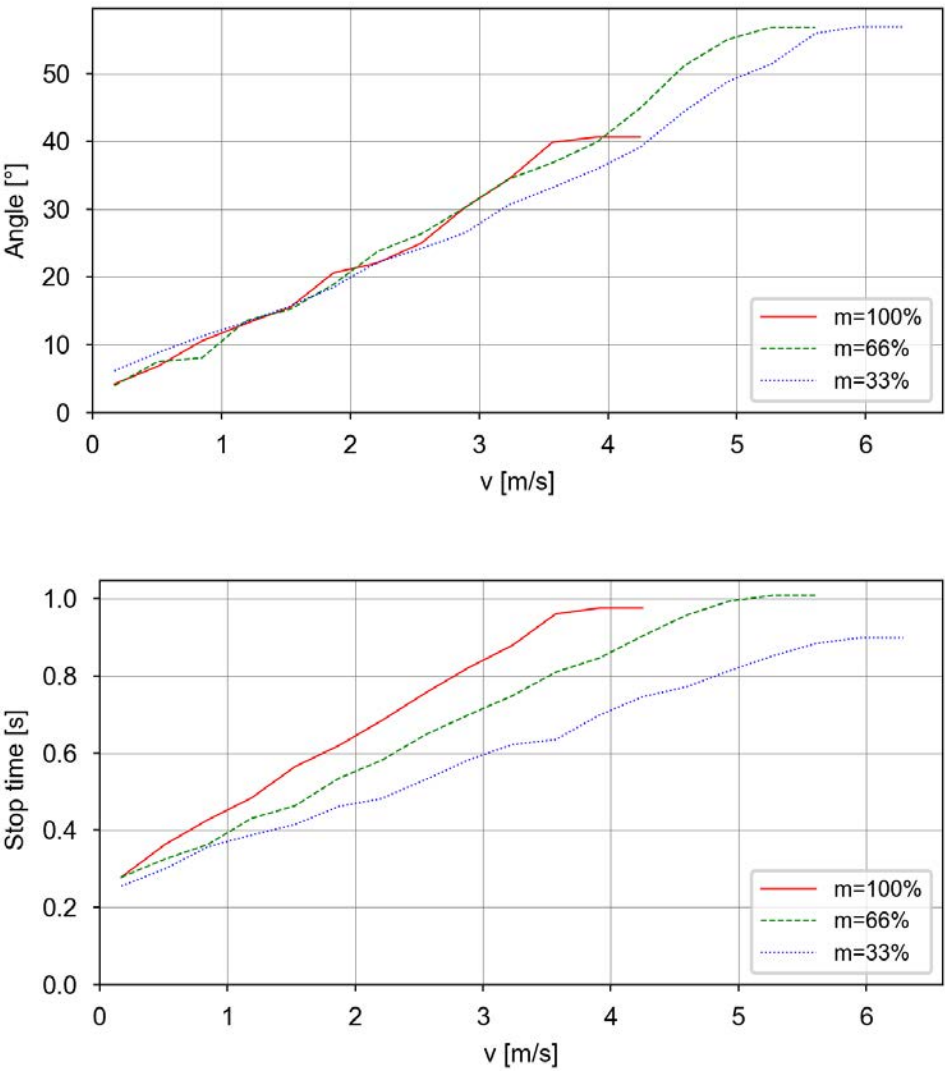 Angle [°]
50
40
30
20
10
0
0 1 2 3 4 5 6
v [m/s]
m=100%
m=66%
m=33%
Stop time [s]
1.0
0.8
0.6
0.4
0.2
0.0
0 1 2 3 4 5 6
v [m/s]
m=100%
m=66%
m=33%